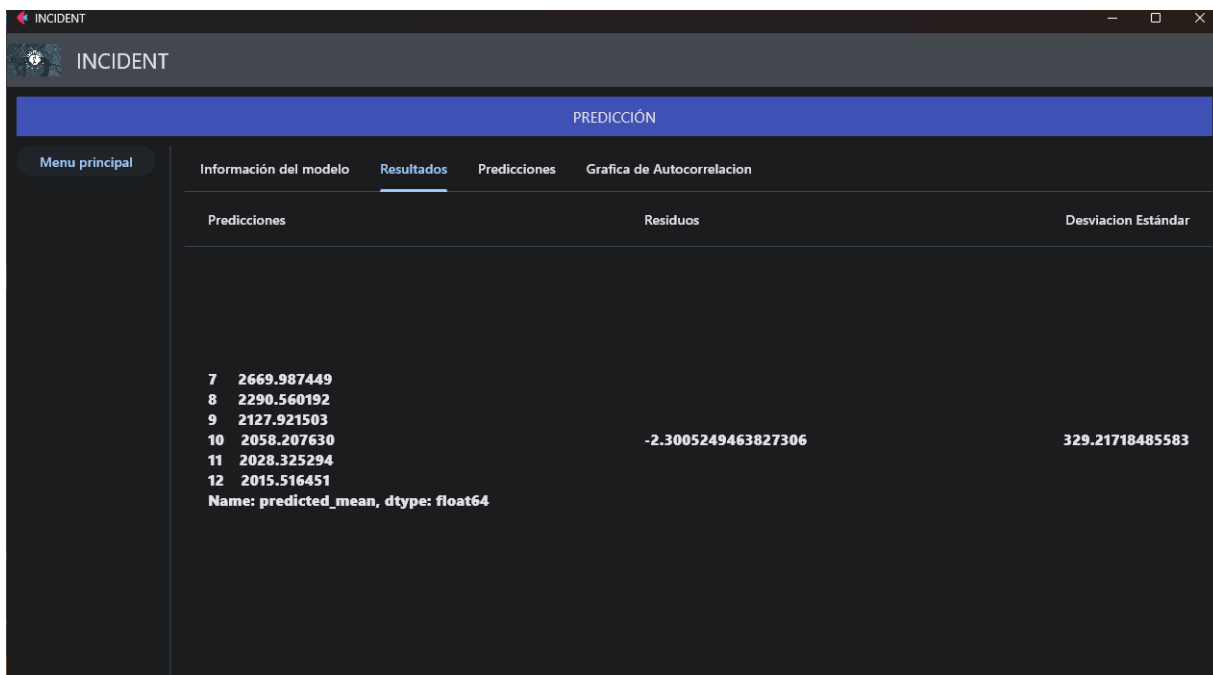 INCIDENT
INCIDENT
PREDICCIÓN
Menu principal
Información del modelo Resultados Predicciones Grafica de Autocorrelacion
Predicciones Residuos Desviacion Estándar
7 2669.987449
8 2290.560192
9 2127.921503
10 2058.207630 -2.3005249463827306 329.21718485583
11 2028.325294
12 2015.516451
Name: predicted_mean, dtype: float64